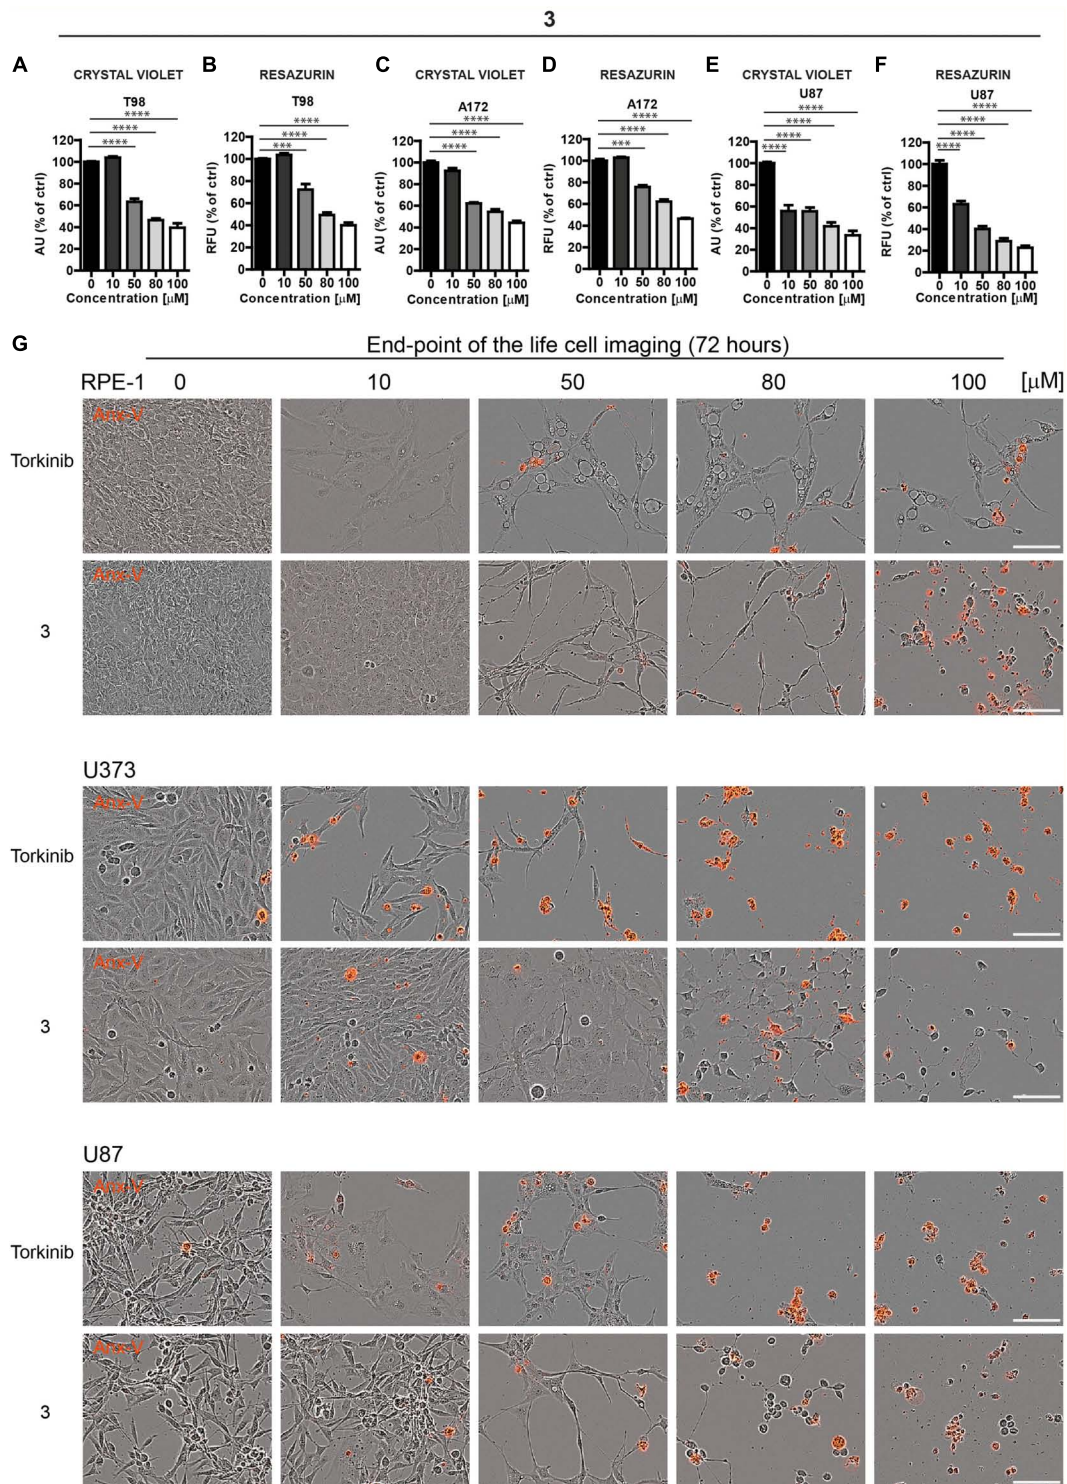 3
A
CRYSTAL VIOLET
T98
****
****
****
AU (% of ctrl)
120
100
80
60
40
20
0
0 10 50 80 100
Concentration [μM]
B
RESAZURIN
T98
****
****
***
RFU (% of ctrl)
120
100
80
60
40
20
0
0 10 50 80 100
Concentration [μM]
C
CRYSTAL VIOLET
A172
****
****
****
AU (% of ctrl)
120
100
80
60
40
20
0
0 10 50 80 100
Concentration [μM]
D
RESAZURIN
A172
****
****
***
RFU (% of ctrl)
120
100
80
60
40
20
0
0 10 50 80 100
Concentration [μM]
E
CRYSTAL VIOLET
U87
****
****
****
****
AU (% of ctrl)
120
100
80
60
40
20
0
0 10 50 80 100
Concentration [μM]
F
RESAZURIN
U87
****
****
****
****
RFU (% of ctrl)
120
100
80
60
40
20
0
0 10 50 80 100
Concentration [μM]
G
End-point of the life cell imaging (72 hours)
RPE-1 0 10 50 80 100 [μM]
Torkinib
Anx-V
3
Anx-V
U373
Torkinib
Anx-V
3
Anx-V
U87
Torkinib
Anx-V
3
Anx-V